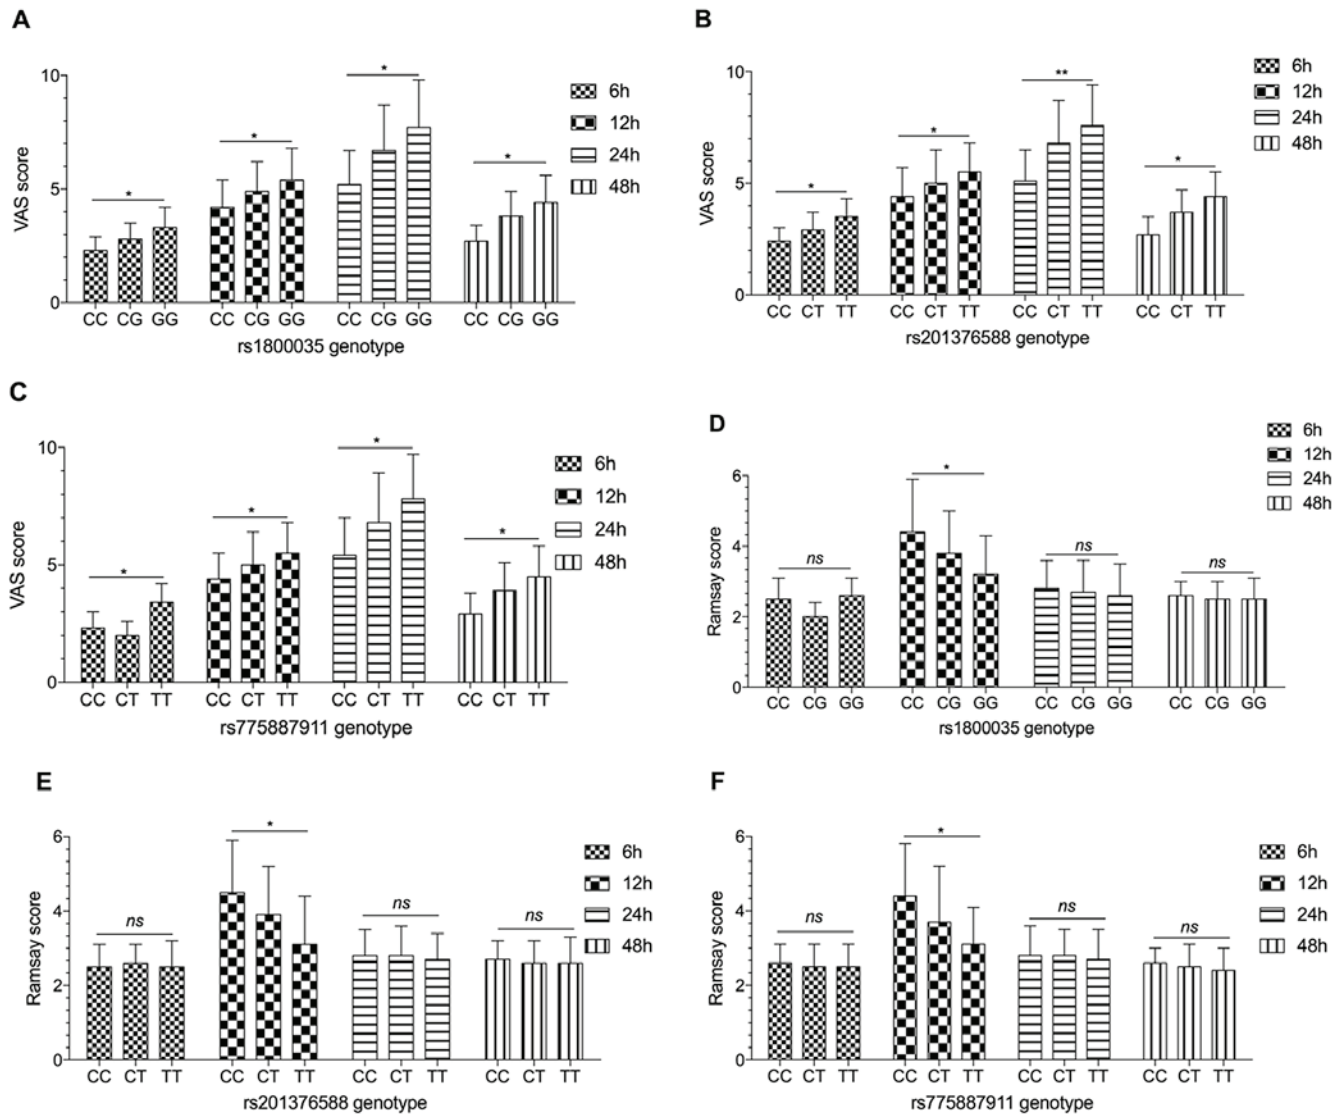 A
VAS score
10
5
0
*
*
*
*
6h
12h
24h
48h
CC CG GG CC CG GG CC CG GG CC CG GG
rs1800035 genotype
B
VAS score
10
5
0
*
*
**
*
6h
12h
24h
48h
CC CT TT CC CT TT CC CT TT CC CT TT
rs201376588 genotype
C
VAS score
10
5
0
*
*
*
*
6h
12h
24h
48h
CC CT TT CC CT TT CC CT TT CC CT TT
rs775887911 genotype
D
Ramsay score
6
4
2
0
ns
*
ns
ns
6h
12h
24h
48h
CC CG GG CC CG GG CC CG GG CC CG GG
rs1800035 genotype
E
Ramsay score
6
4
2
0
ns
*
ns
ns
6h
12h
24h
48h
CC CT TT CC CT TT CC CT TT CC CT TT
rs201376588 genotype
F
Ramsay score
6
4
2
0
ns
*
ns
ns
6h
12h
24h
48h
CC CT TT CC CT TT CC CT TT CC CT TT
rs775887911 genotype